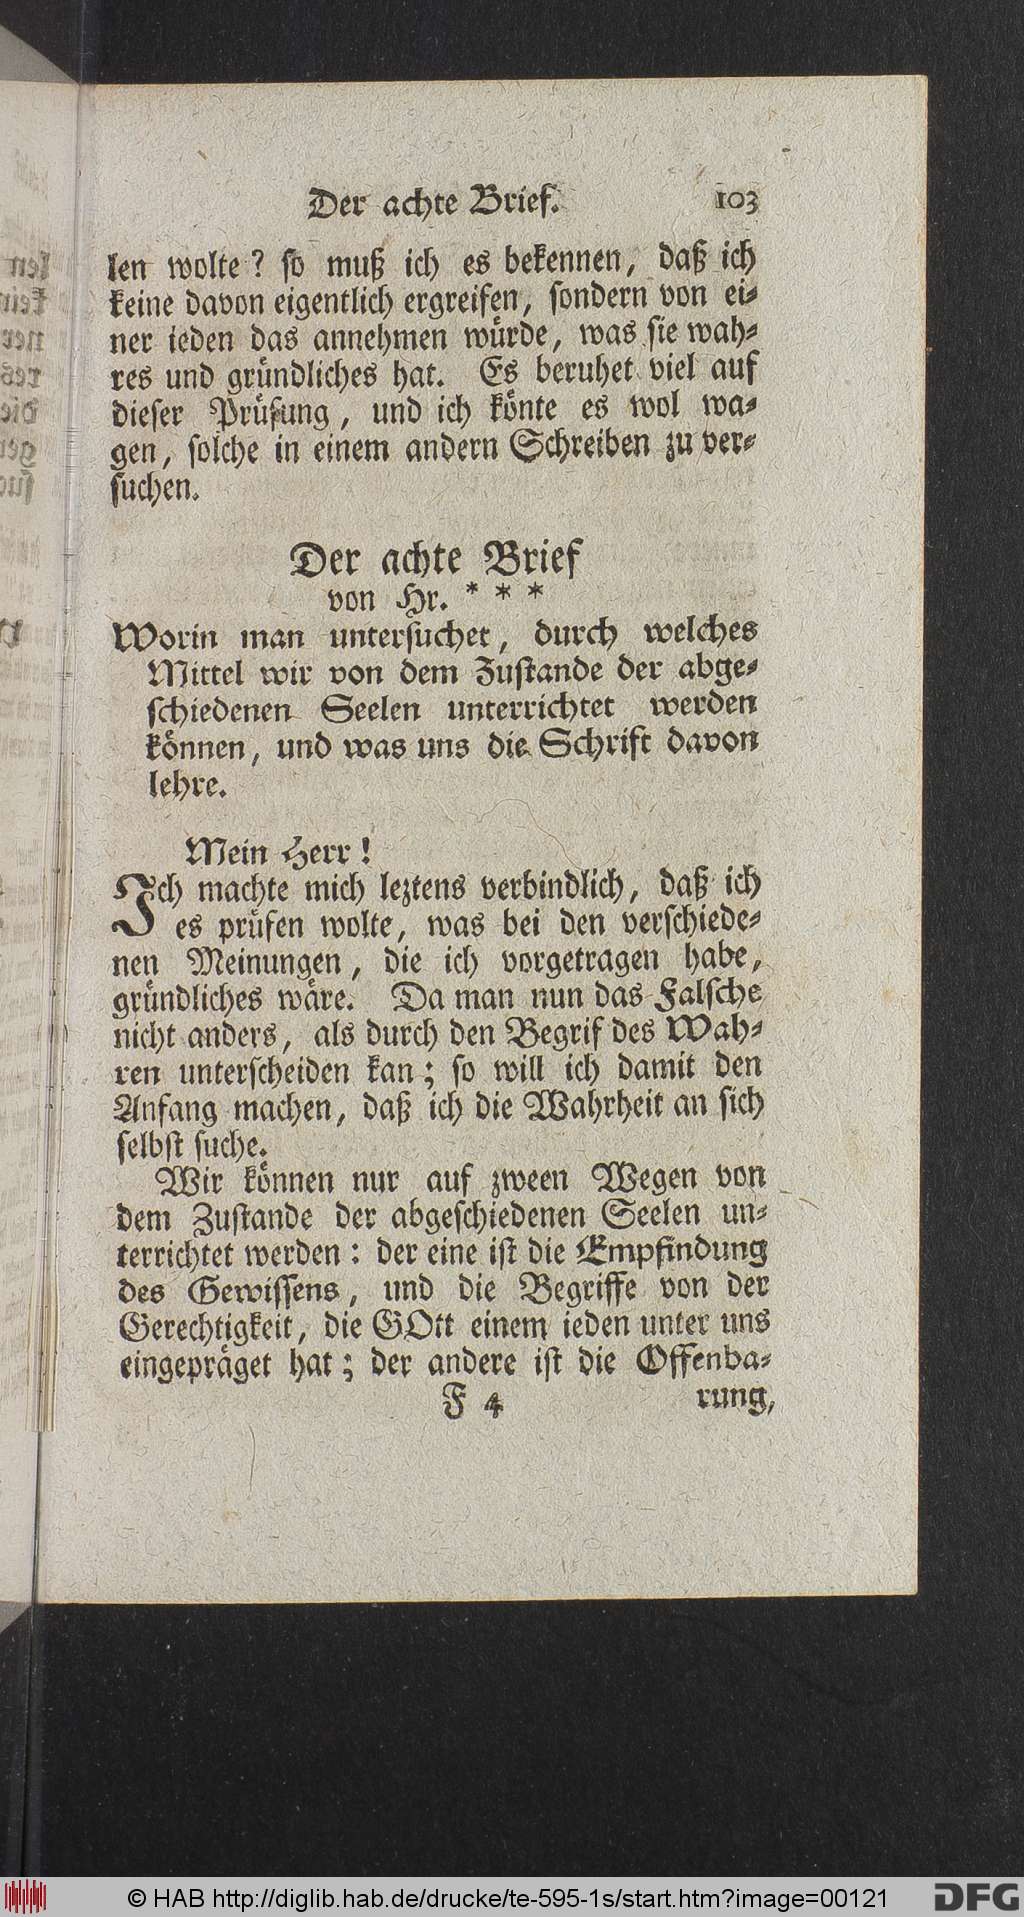 Der achte Brief. 103
len wolte? so muß ich es bekennen, daß ich
keine davon eigentlich ergreifen, sondern von ei-
ner ieden das annehmen würde, was sie wah-
res und gründliches hat. Es beruhet viel auf
dieser Prüfung, und ich könte es wol wa-
gen, solche in einem andern Schreiben zu ver-
suchen.
Der achte Brief
von Hr. * * *
Worin man untersuchet, durch welches
Mittel wir von dem Zustande der abge-
schiedenen Seelen unterrichtet werden
können, und was uns die Schrift davon
lehre.
Mein Herr!
Ich machte mich leztens verbindlich, daß ich
es prüfen wolte, was bei den verschiede-
nen Meinungen, die ich vorgetragen habe,
gründliches wäre. Da man nun das Falsche
nicht anders, als durch den Begrif des Wah-
ren unterscheiden kan; so will ich damit den
Anfang machen, daß ich die Wahrheit an sich
selbst suche.
Wir können nur auf zween Wegen von
dem Zustande der abgeschiedenen Seelen un-
terrichtet werden: der eine ist die Empfindung
des Gewissens, und die Begriffe von der
Gerechtigkeit, die GOtt einem ieden unter uns
eingepräget hat; der andere ist die Offenba-
F 4 rung,
© HAB http://diglib.hab.de/drucke/te-595-1s/start.htm?image=00121 DFG